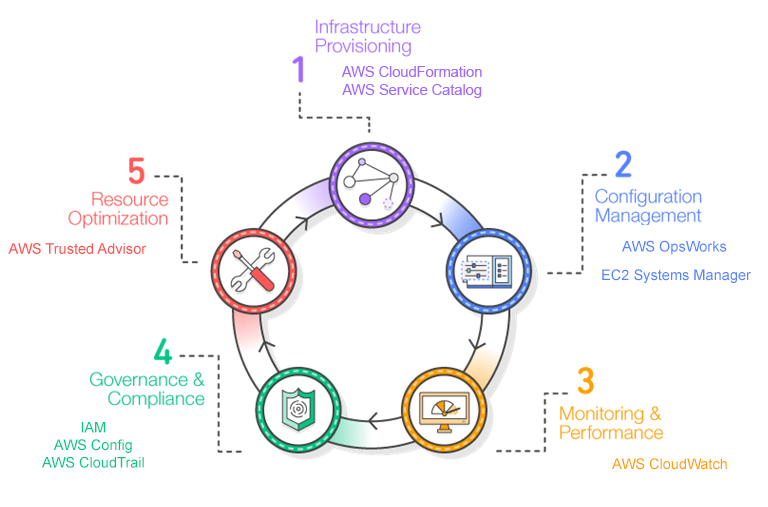 1
Infrastructure
Provisioning
AWS CloudFormation
AWS Service Catalog
2
Configuration
Management
AWS OpsWorks
EC2 Systems Manager
3
Monitoring &
Performance
AWS CloudWatch
4
Governance &
Compliance
IAM
AWS Config
AWS CloudTrail
5
Resource
Optimization
AWS Trusted Advisor